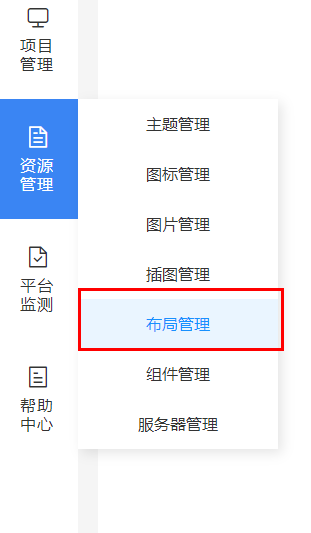 项目
管理
资源
管理
平台
监测
帮助
中心
主题管理
图标管理
图片管理
插图管理
布局管理
组件管理
服务器管理